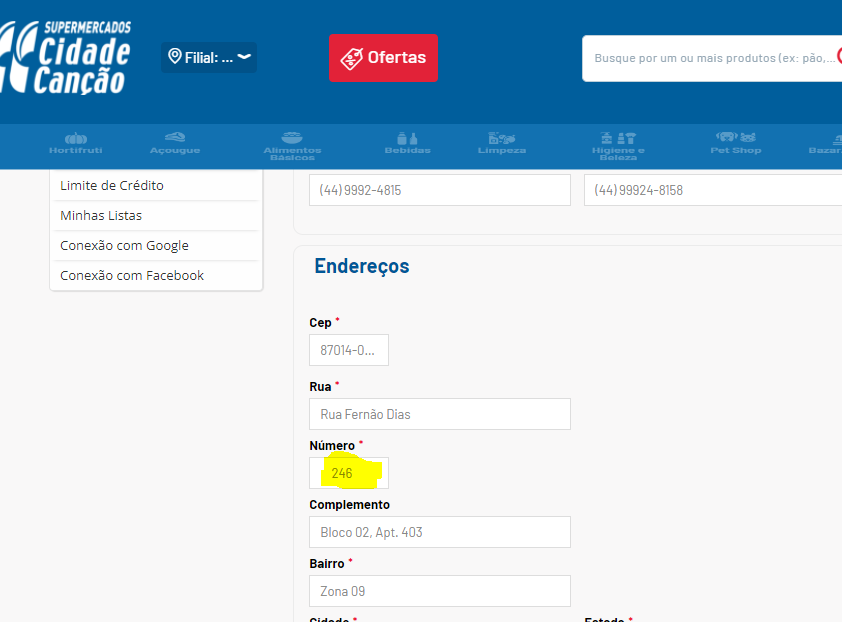 SUPERMERCADOS
Cidade
Canção
Filial: ...
Ofertas
Busque por um ou mais produtos (ex: pão,...
Hortifruti
Açougue
Alimentos
Básicos
Bebidas
Limpeza
Higiene e
Beleza
Pet Shop
Bazar
Limite de Crédito
Minhas Listas
Conexão com Google
Conexão com Facebook
(44) 9992-4815
(44) 99924-8158
Endereços
Cep *
87014-0...
Rua *
Rua Fernão Dias
Número *
246
Complemento
Bloco 02, Apt. 403
Bairro *
Zona 09
Cidade *
Estado *